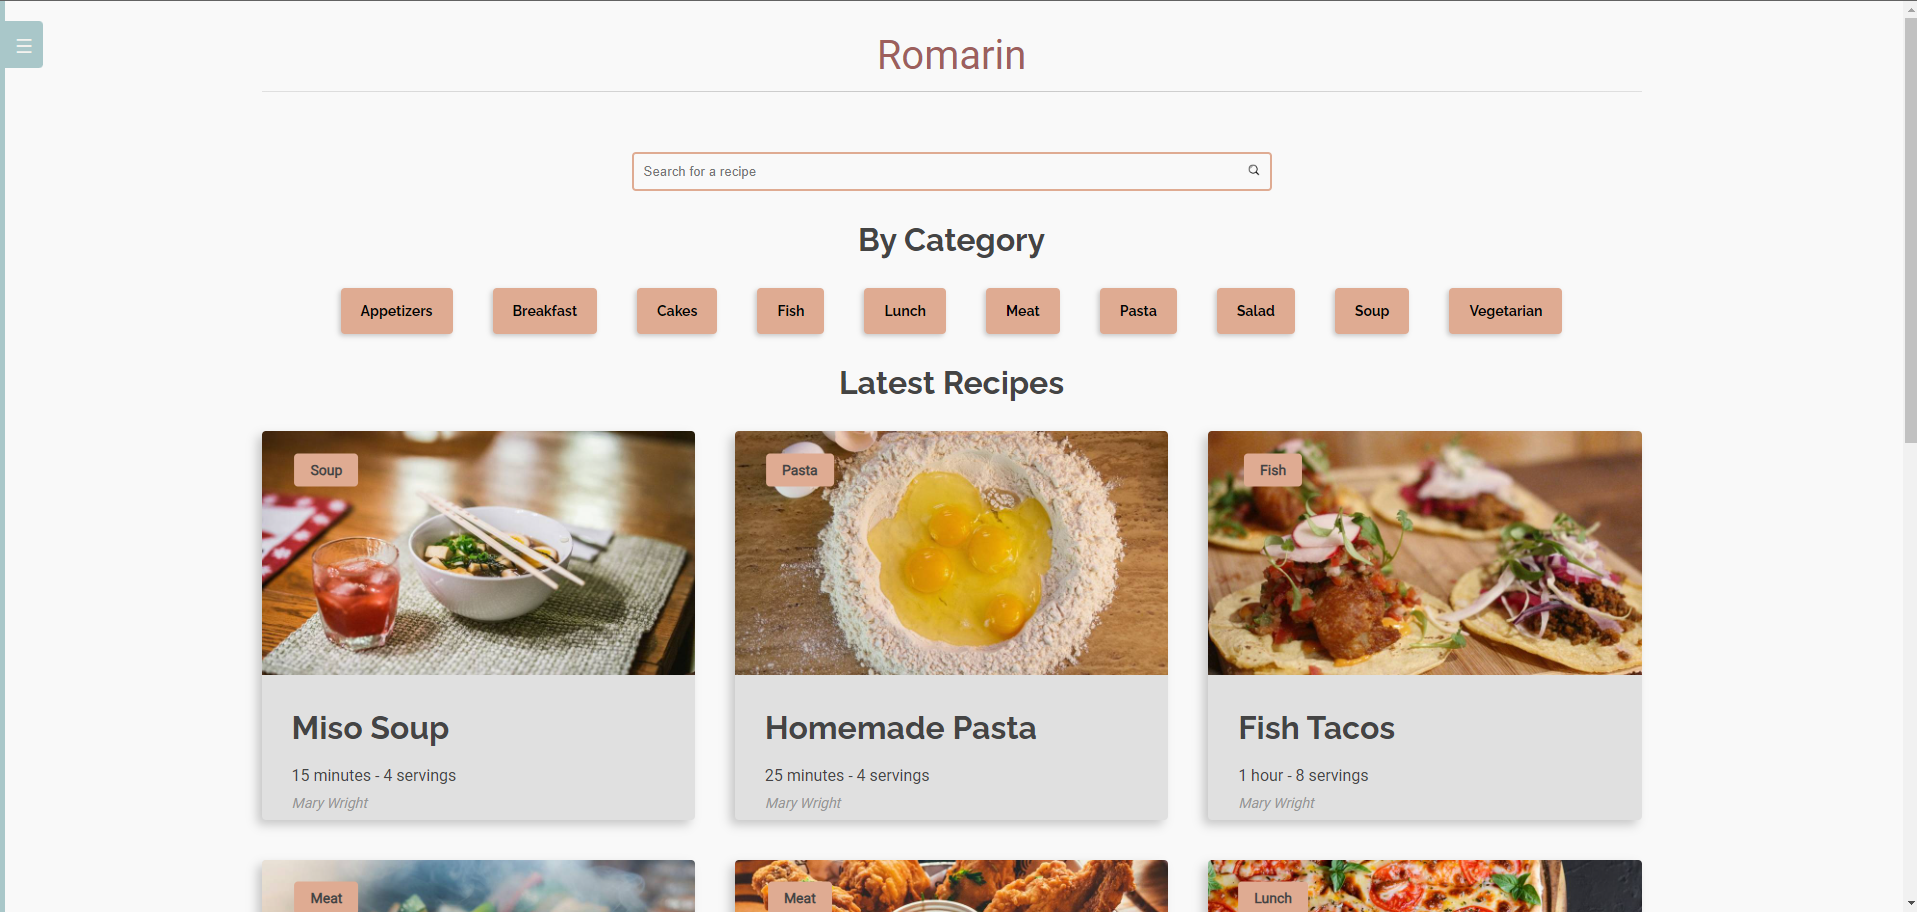 Romarin
Search for a recipe
By Category
Appetizers Breakfast Cakes Fish Lunch Meat Pasta Salad Soup Vegetarian
Latest Recipes
Soup
Miso Soup
15 minutes - 4 servings
Mary Wright
Pasta
Homemade Pasta
25 minutes - 4 servings
Mary Wright
Fish
Fish Tacos
1 hour - 8 servings
Mary Wright
Meat
Meat
Lunch